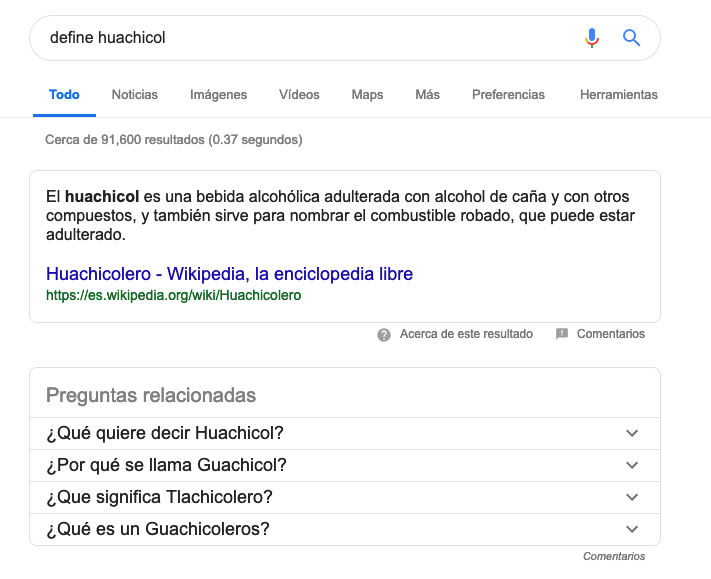 define huachicol
Todo Noticias Imágenes Vídeos Maps Más Preferencias Herramientas
Cerca de 91,600 resultados (0.37 segundos)
El huachicol es una bebida alcohólica adulterada con alcohol de caña y con otros
compuestos, y también sirve para nombrar el combustible robado, que puede estar
adulterado.
Huachicolero - Wikipedia, la enciclopedia libre
https://es.wikipedia.org/wiki/Huachicolero
Acerca de este resultado Comentarios
Preguntas relacionadas
¿Qué quiere decir Huachicol?
¿Por qué se llama Guachicol?
¿Que significa Tlachicolero?
¿Qué es un Guachicoleros?
Comentarios